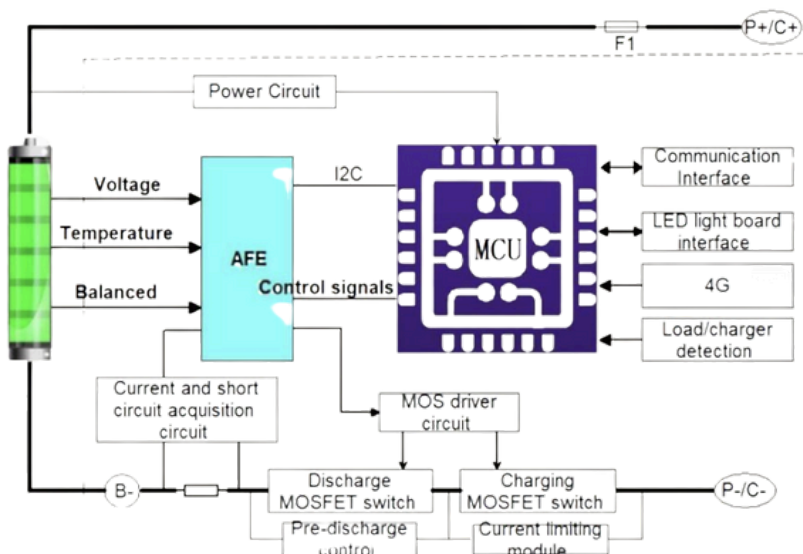 P+/C+
F1
Power Circuit
Voltage
Temperature
Balanced
AFE
I2C
Control signals
MCU
Communication
Interface
LED light board
interface
4G
Load/charger
detection
Current and short
circuit acquisition
circuit
MOS driver
circuit
B-
Discharge
MOSFET switch
Charging
MOSFET switch
P-/C-
Pre-discharge
control
Current limiting
module